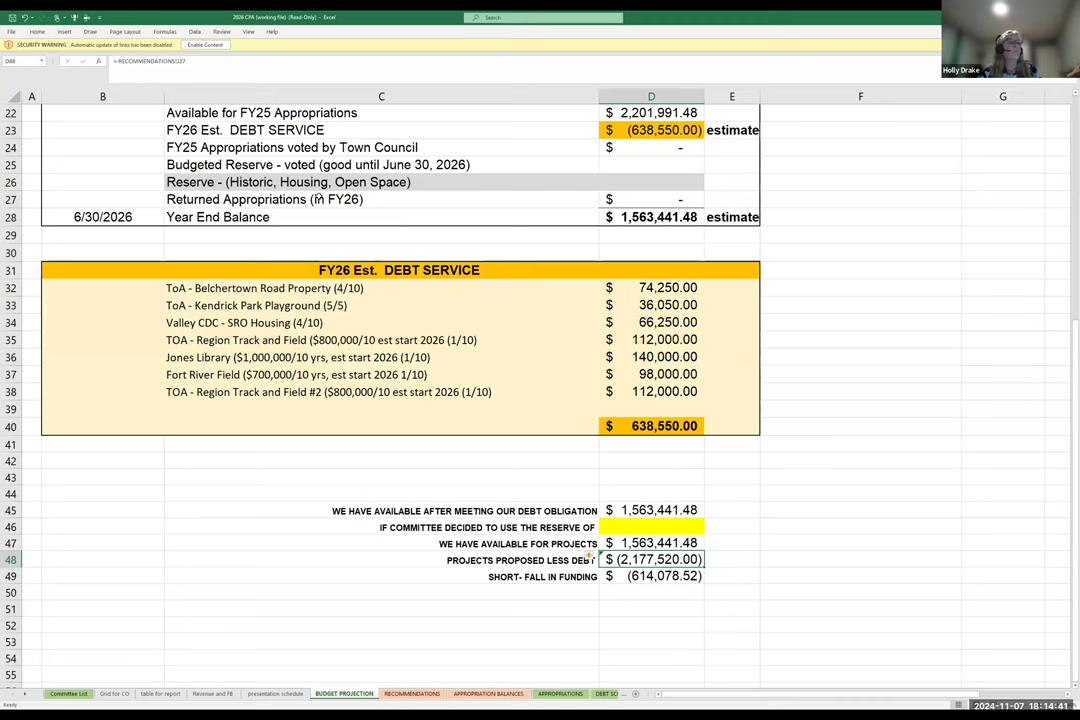 2026 CPA (working file) [Read-Only] - Excel
Search
File Home Insert Draw Page Layout Formulas Data Review View Help
SECURITY WARNING Automatic update of links has been disabled Enable Content
D48 fx =-RECOMMENDATIONS!J27
Holly Drake
A B C D E F G
22 Available for FY25 Appropriations $ 2,201,991.48
23 FY26 Est. DEBT SERVICE $ (638,550.00) estimate
24 FY25 Appropriations voted by Town Council $ -
25 Budgeted Reserve - voted (good until June 30, 2026)
26 Reserve - (Historic, Housing, Open Space)
27 Returned Appropriations (in FY26) $ -
28 6/30/2026 Year End Balance $ 1,563,441.48 estimate
29
30
31 FY26 Est. DEBT SERVICE
32 ToA - Belchertown Road Property (4/10) $ 74,250.00
33 ToA - Kendrick Park Playground (5/5) $ 36,050.00
34 Valley CDC - SRO Housing (4/10) $ 66,250.00
35 TOA - Region Track and Field ($800,000/10 est start 2026 (1/10) $ 112,000.00
36 Jones Library ($1,000,000/10 yrs, est start 2026 (1/10) $ 140,000.00
37 Fort River Field ($700,000/10 yrs, est start 2026 1/10) $ 98,000.00
38 TOA - Region Track and Field #2 ($800,000/10 est start 2026 (1/10) $ 112,000.00
39
40 $ 638,550.00
41
42
43
44
45 WE HAVE AVAILABLE AFTER MEETING OUR DEBT OBLIGATION $ 1,563,441.48
46 IF COMMITTEE DECIDED TO USE THE RESERVE OF
47 WE HAVE AVAILABLE FOR PROJECTS $ 1,563,441.48
48 PROJECTS PROPOSED LESS DEBT $ (2,177,520.00)
49 SHORT- FALL IN FUNDING $ (614,078.52)
50
51
52
53
54
55
Committee List Grid for CO table for report Revenue and FB presentation schedule BUDGET PROJECTION RECOMMENDATIONS APPROPRIATION BALANCES APPROPRIATIONS DEBT SC ...
Ready
2024-11-07 18:14:41